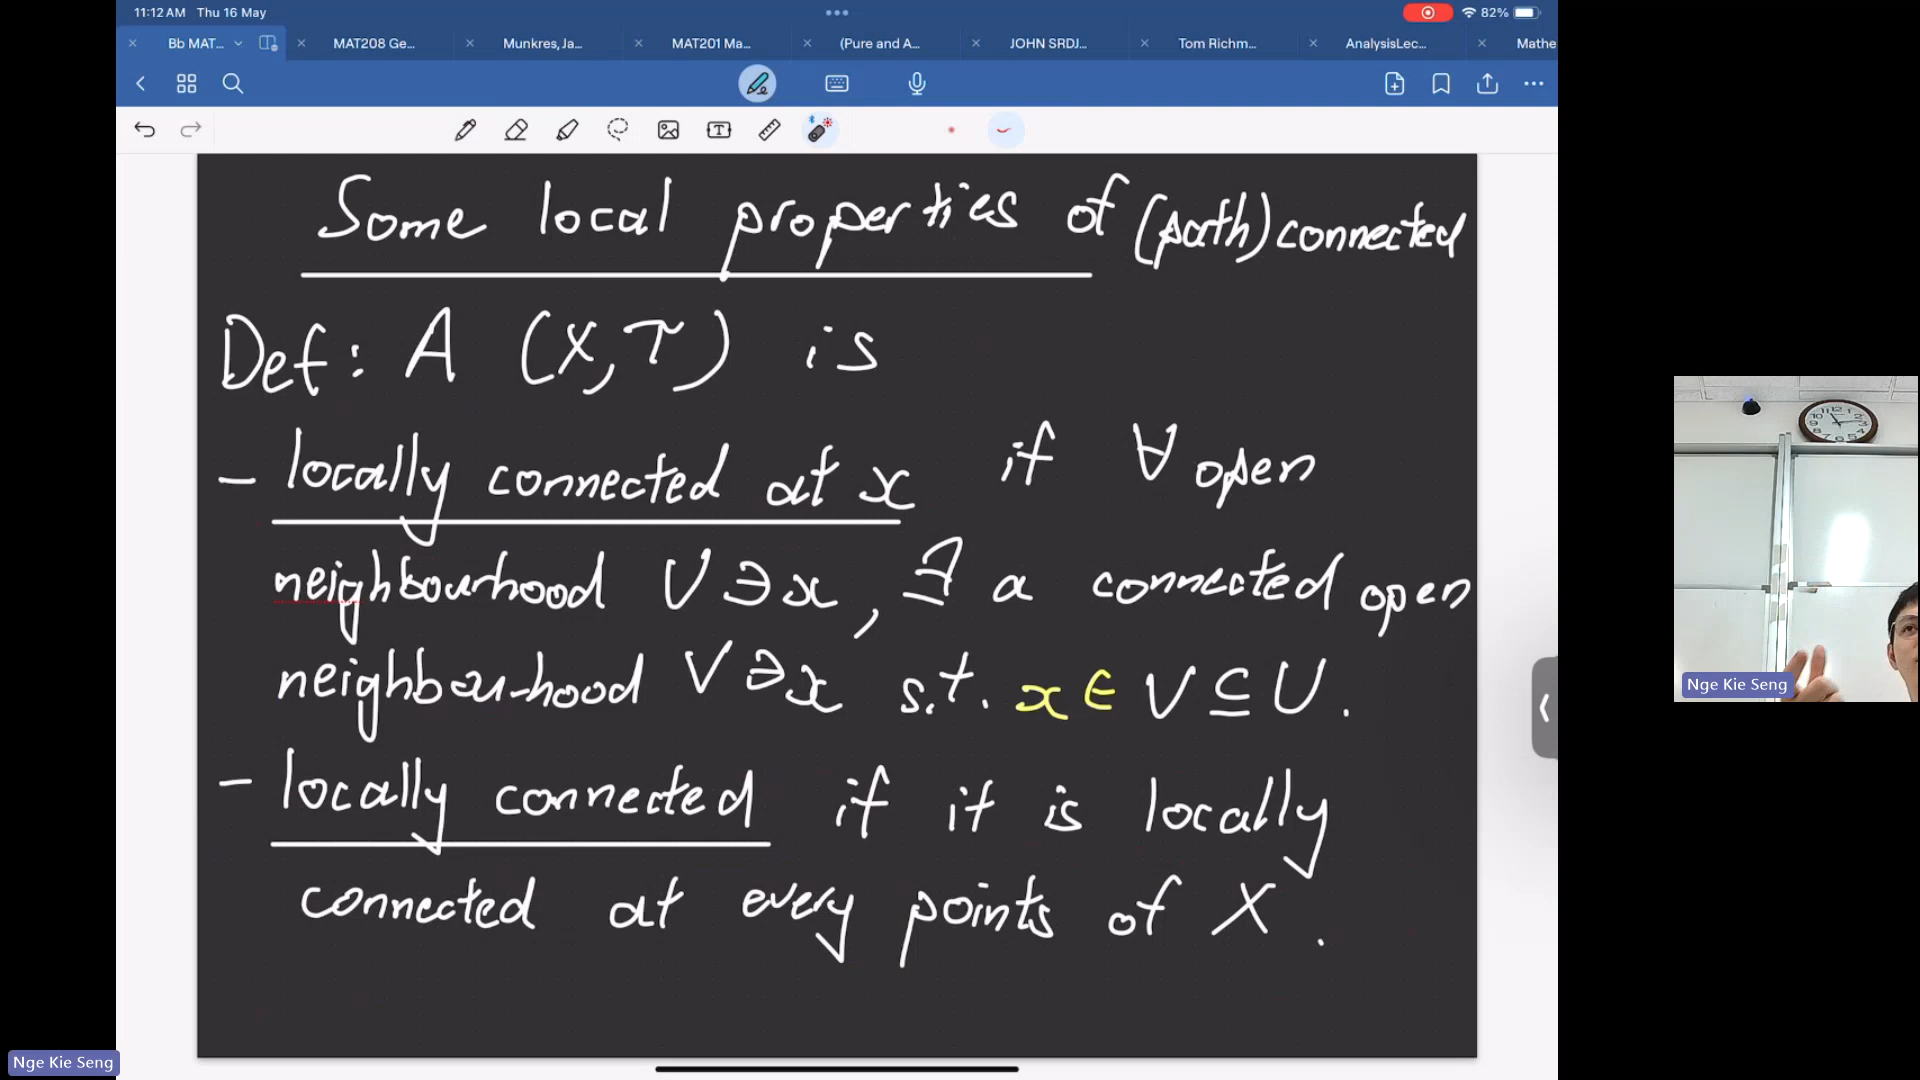 11:12 AM Thu 16 May
82%
Bb MAT...
MAT208 Ge...
Munkres, Ja...
MAT201 Ma...
(Pure and A...
JOHN SRDJ...
Tom Richm...
AnalysisLec...
Mathe
Some local properties of (path) connected
Def: A (X, τ) is
- locally connected at x if ∀ open
neighbourhood U ∋ x, ∃ a connected open
neighbourhood V ∋ x s.t. x ∈ V ⊆ U.
- locally connected if it is locally
connected at every points of X.
Nge Kie Seng
Nge Kie Seng